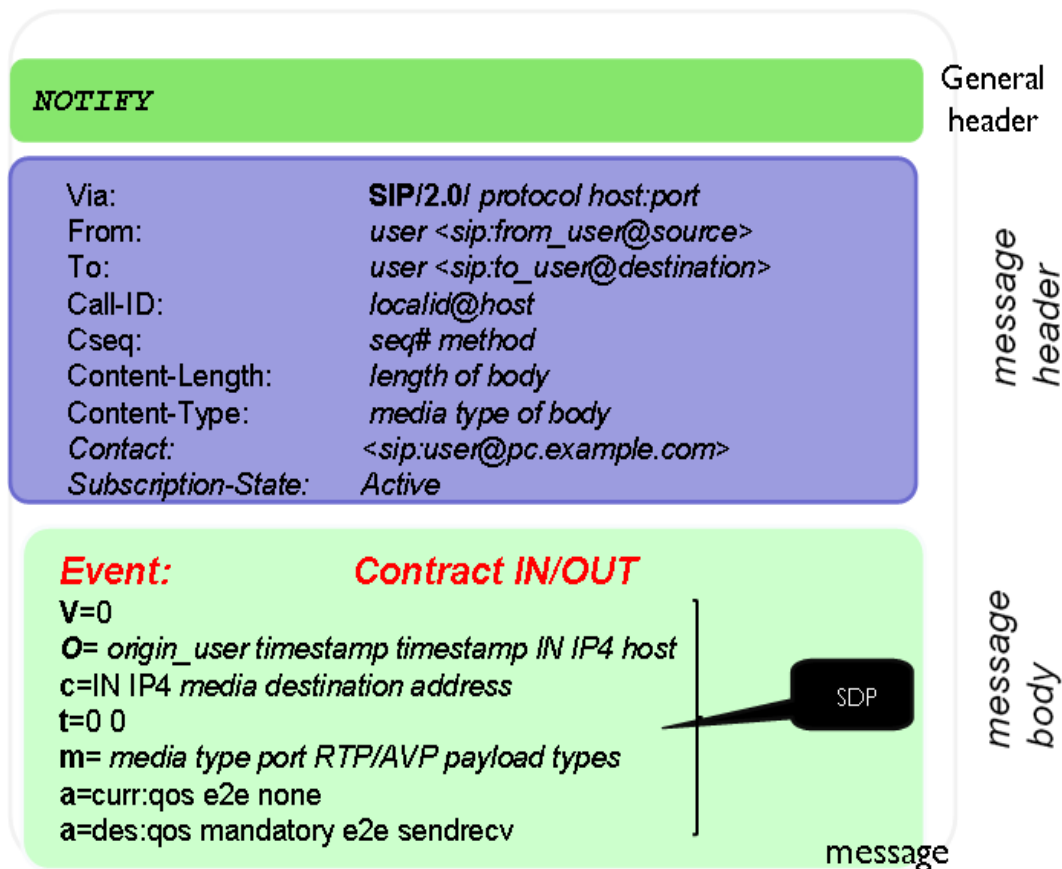 General
header
NOTIFY
Via: SIP/2.0/ protocol host:port
From: user <sip:from_user@source>
To: user <sip:to_user@destination>
Call-ID: localid@host
Cseq: seq# method
Content-Length: length of body
Content-Type: media type of body
Contact: <sip:user@pc.example.com>
Subscription-State: Active
message
header
Event: Contract IN/OUT
V=0
O= origin_user timestamp timestamp IN IP4 host
c=IN IP4 media destination address
t=0 0
m= media type port RTP/AVP payload types
a=curr:qos e2e none
a=des:qos mandatory e2e sendrecv
SDP
message
body
message